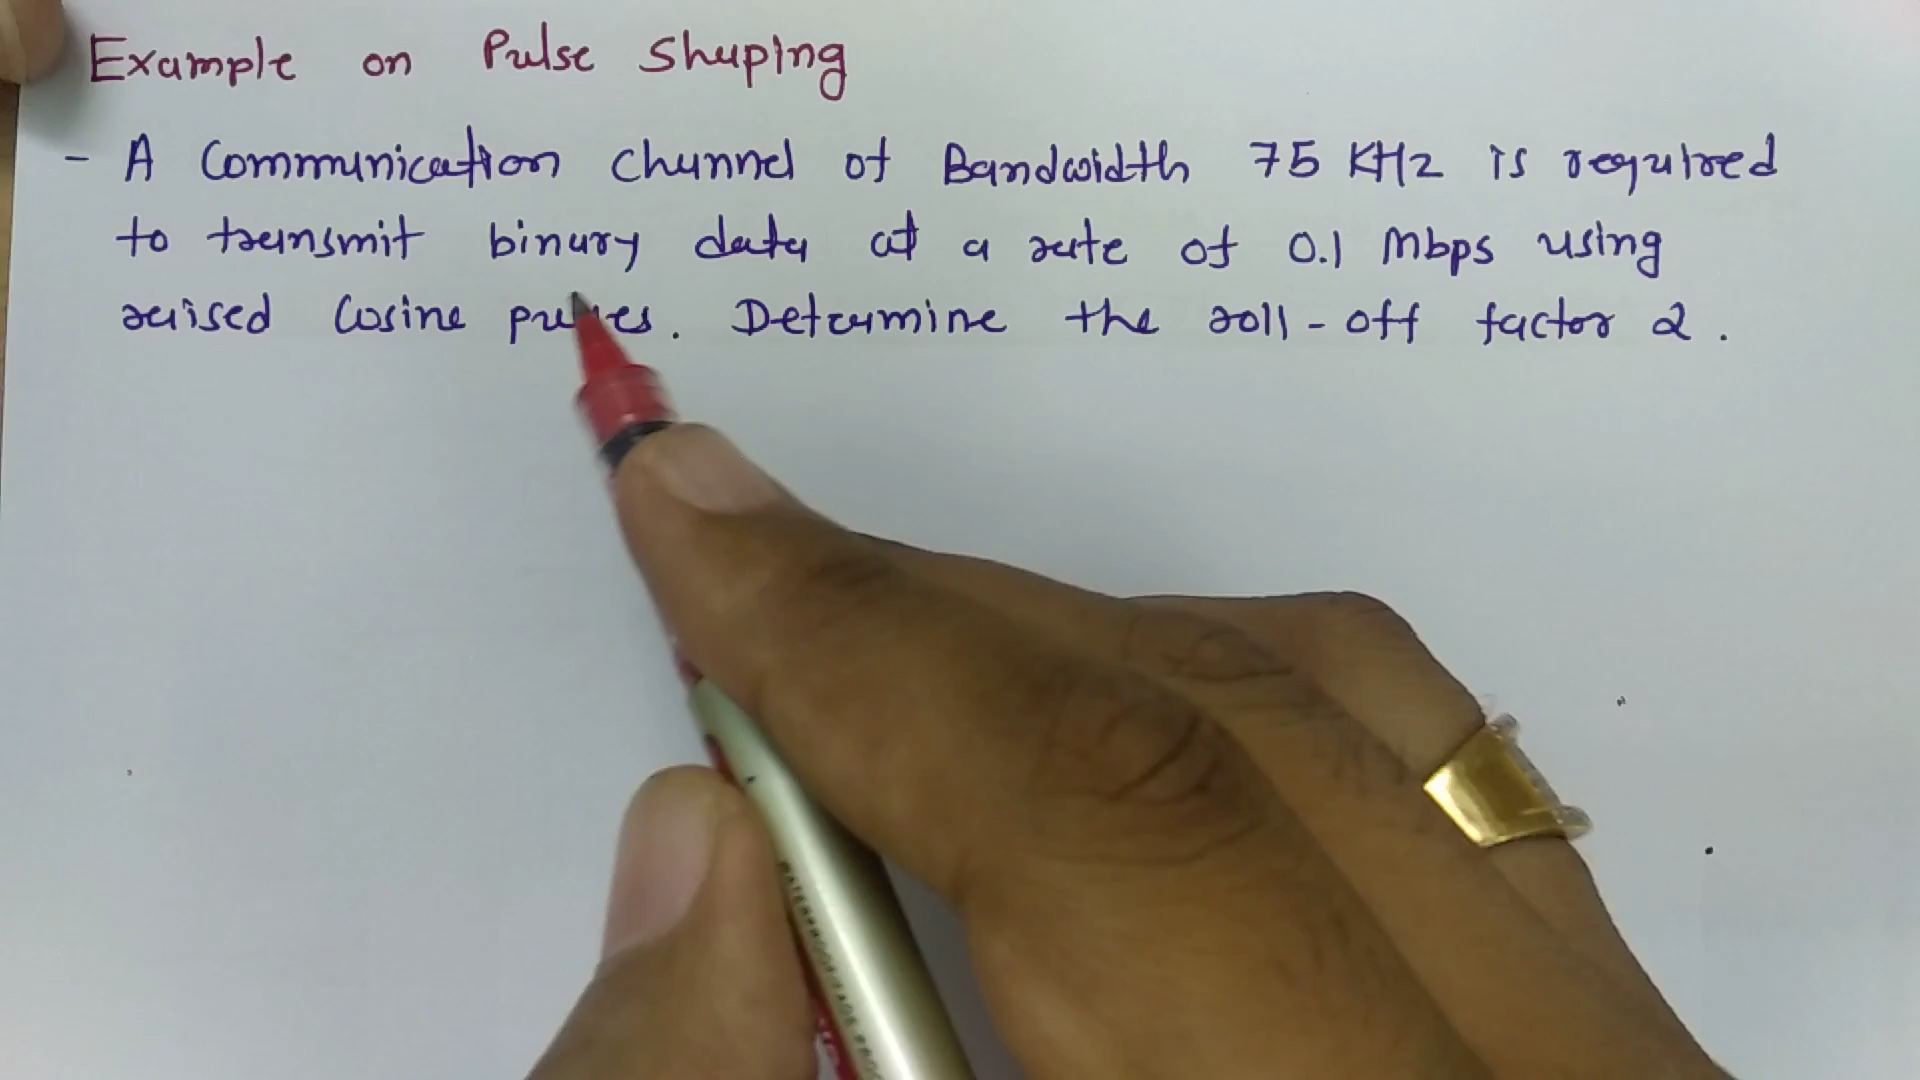 Example on Pulse Shaping
- A Communication Channel of Bandwidth 75 KHz is required
to transmit binary data at a rate of 0.1 Mbps using
raised Cosine pulses. Determine the roll-off factor α.